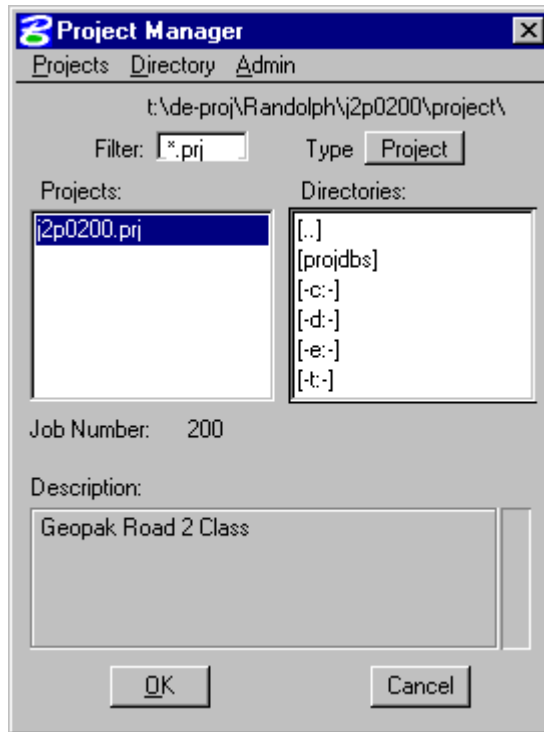 Project Manager
Projects Directory Admin
t:\de-proj\Randolph\j2p0200\project\
Filter: *.prj Type Project
Projects: Directories:
j2p0200.prj
[..]
[projdbs]
[-c:-]
[-d:-]
[-e:-]
[-t:-]
Job Number: 200
Description:
Geopak Road 2 Class
OK Cancel